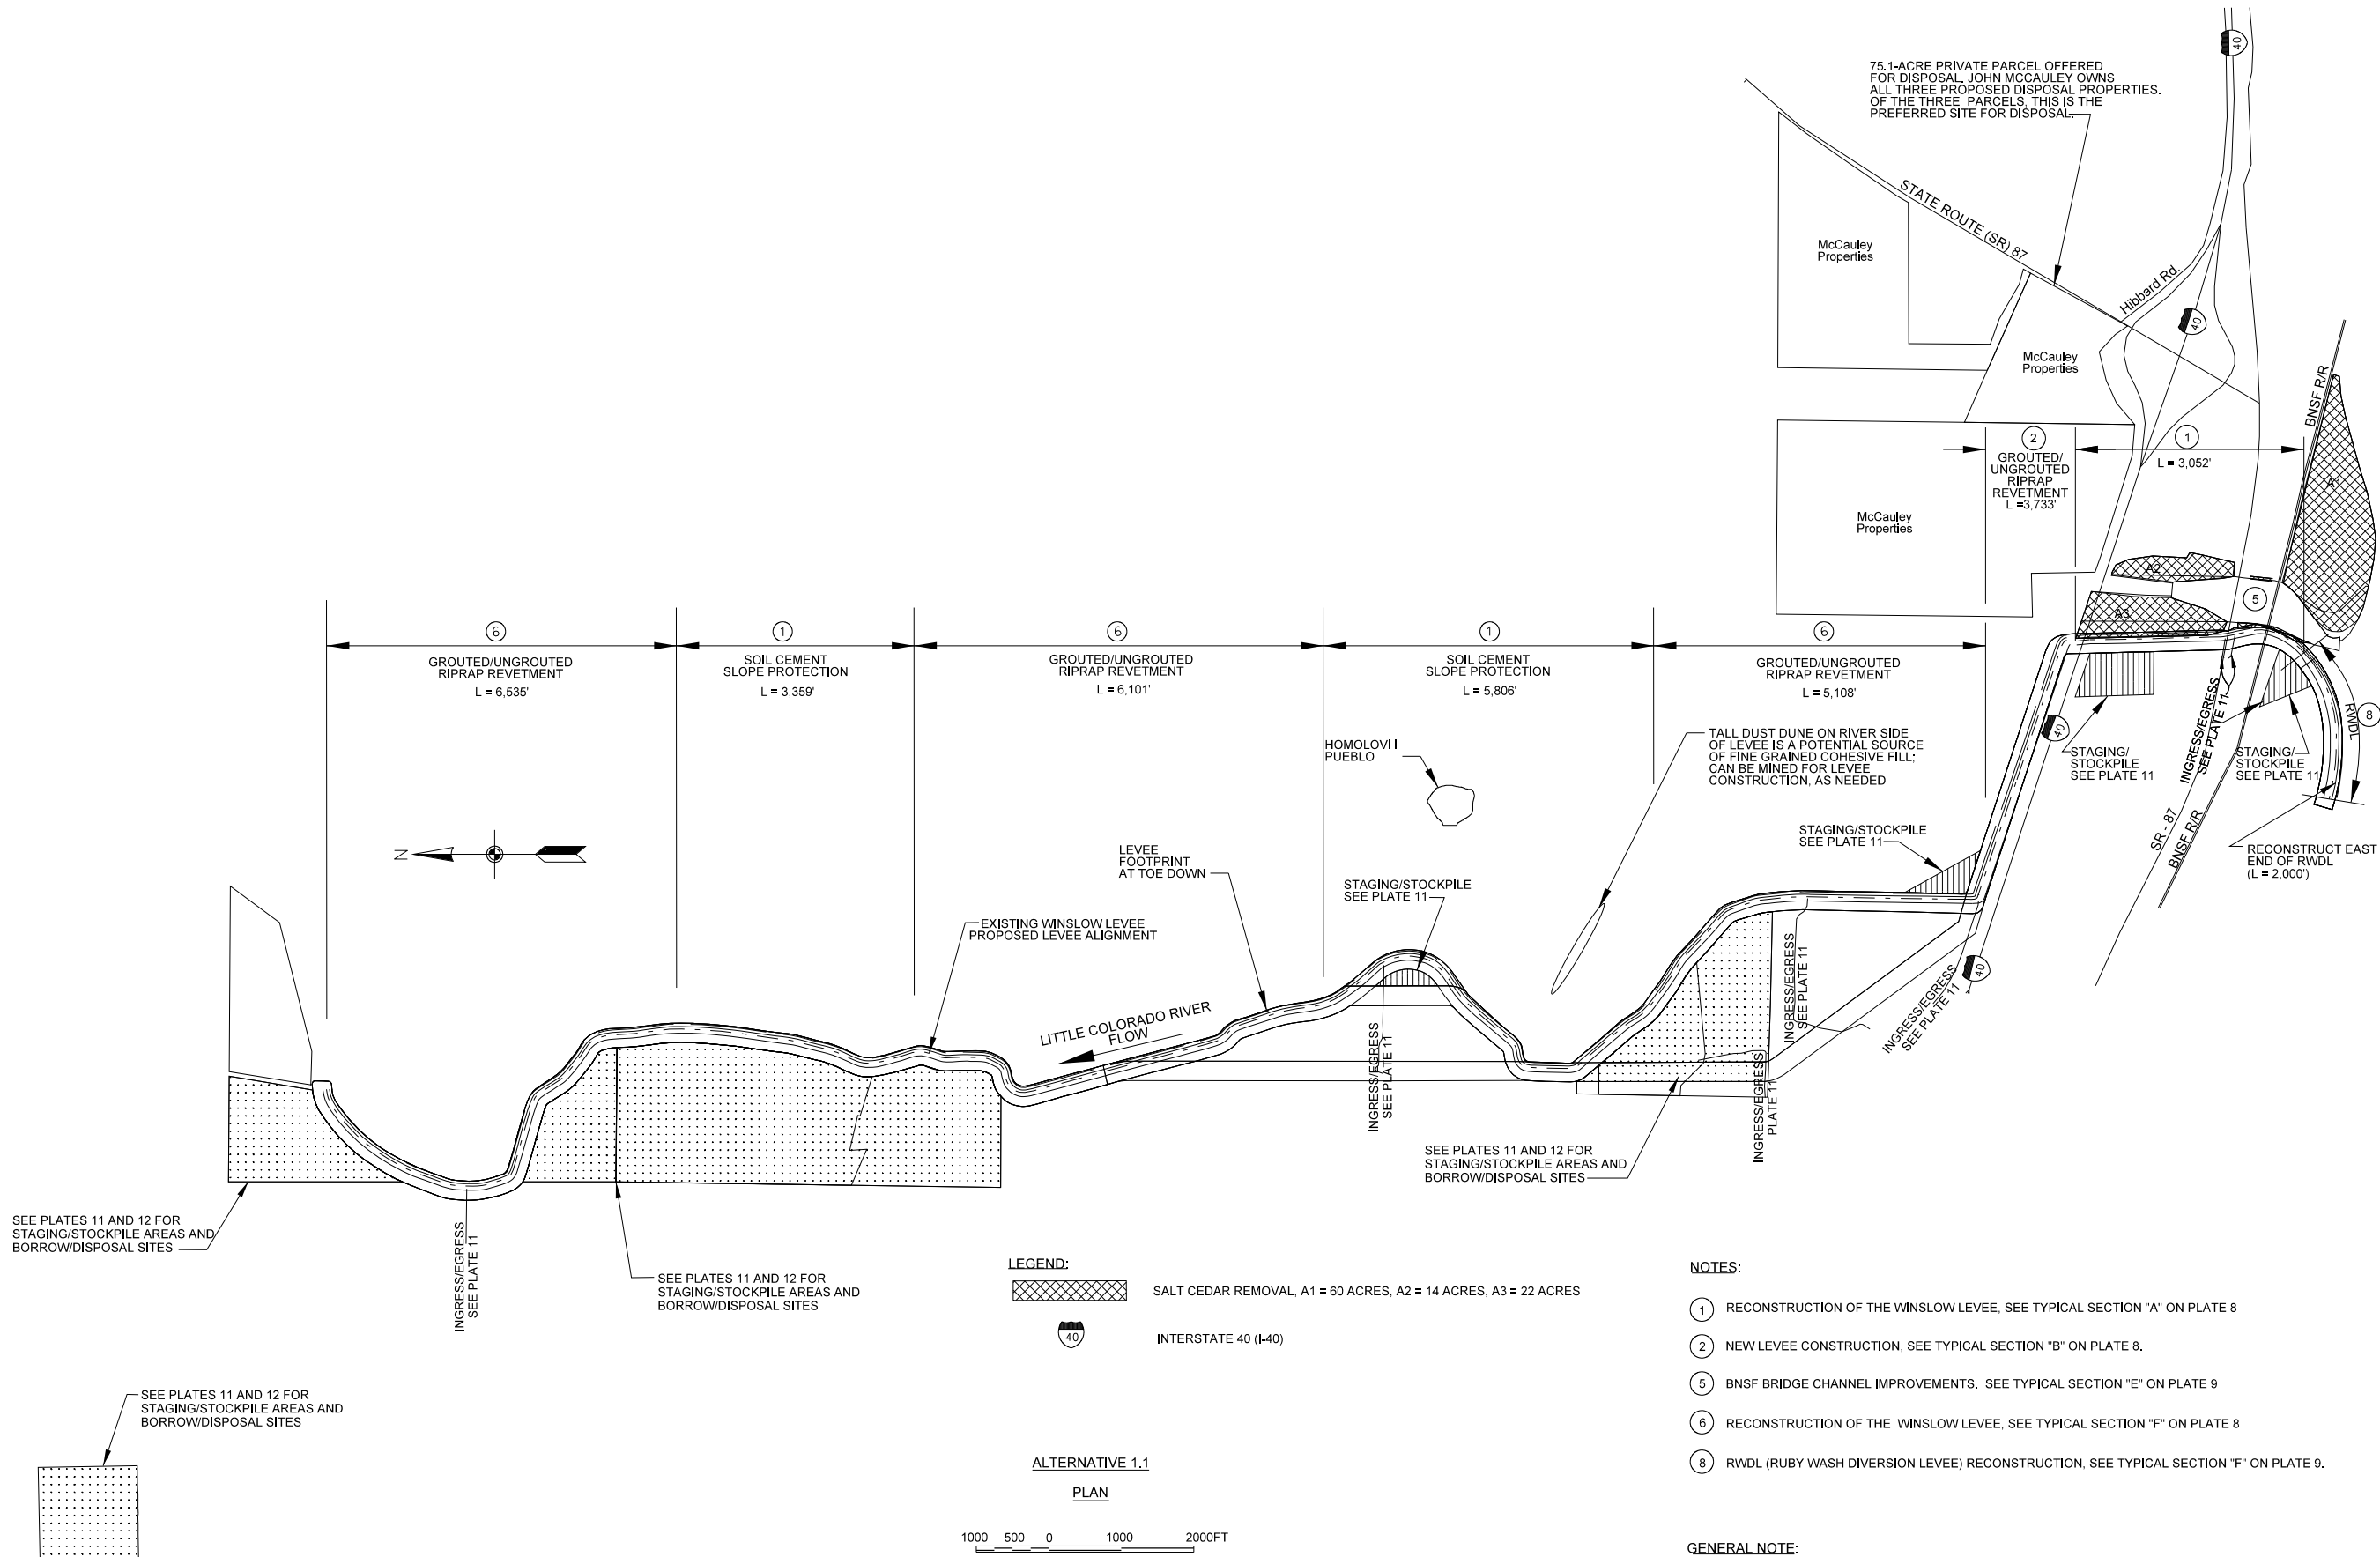 40
75.1-ACRE PRIVATE PARCEL OFFERED
FOR DISPOSAL. JOHN MCCAULEY OWNS
ALL THREE PROPOSED DISPOSAL PROPERTIES.
OF THE THREE PARCELS, THIS IS THE
PREFERRED SITE FOR DISPOSAL.
STATE ROUTE (SR) 87
McCauley
Properties
Hibbard Rd.
40
McCauley
Properties
BNSF R/R
2
GROUTED/
UNGROUTED
RIPRAP
REVETMENT
L =3,733'
1
L = 3,052'
A1
McCauley
Properties
A2
A3
5
6
GROUTED/UNGROUTED
RIPRAP REVETMENT
L = 6,535'
1
SOIL CEMENT
SLOPE PROTECTION
L = 3,359'
6
GROUTED/UNGROUTED
RIPRAP REVETMENT
L = 6,101'
1
SOIL CEMENT
SLOPE PROTECTION
L = 5,806'
6
GROUTED/UNGROUTED
RIPRAP REVETMENT
L = 5,108'
HOMOLOVI I
PUEBLO
TALL DUST DUNE ON RIVER SIDE
OF LEVEE IS A POTENTIAL SOURCE
OF FINE GRAINED COHESIVE FILL;
CAN BE MINED FOR LEVEE
CONSTRUCTION, AS NEEDED
40
STAGING/
STOCKPILE
SEE PLATE 11
INGRESS/EGRESS
SEE PLATE 11
STAGING/
STOCKPILE
SEE PLATE 11
RWDL
8
SR - 87
BNSF R/R
RECONSTRUCT EAST
END OF RWDL
(L = 2,000')
N
LEVEE
FOOTPRINT
AT TOE DOWN
STAGING/STOCKPILE
SEE PLATE 11
STAGING/STOCKPILE
SEE PLATE 11
EXISTING WINSLOW LEVEE
PROPOSED LEVEE ALIGNMENT
LITTLE COLORADO RIVER
FLOW
INGRESS/EGRESS
SEE PLATE 11
INGRESS/EGRESS
SEE PLATE 11
INGRESS/EGRESS
SEE PLATE 11
40
INGRESS/EGRESS
PLATE 11
SEE PLATES 11 AND 12 FOR
STAGING/STOCKPILE AREAS AND
BORROW/DISPOSAL SITES
SEE PLATES 11 AND 12 FOR
STAGING/STOCKPILE AREAS AND
BORROW/DISPOSAL SITES
INGRESS/EGRESS
SEE PLATE 11
SEE PLATES 11 AND 12 FOR
STAGING/STOCKPILE AREAS AND
BORROW/DISPOSAL SITES
SEE PLATES 11 AND 12 FOR
STAGING/STOCKPILE AREAS AND
BORROW/DISPOSAL SITES
LEGEND:
SALT CEDAR REMOVAL, A1 = 60 ACRES, A2 = 14 ACRES, A3 = 22 ACRES
40
INTERSTATE 40 (I-40)
NOTES:
1 RECONSTRUCTION OF THE WINSLOW LEVEE, SEE TYPICAL SECTION "A" ON PLATE 8
2 NEW LEVEE CONSTRUCTION, SEE TYPICAL SECTION "B" ON PLATE 8.
5 BNSF BRIDGE CHANNEL IMPROVEMENTS. SEE TYPICAL SECTION "E" ON PLATE 9
6 RECONSTRUCTION OF THE WINSLOW LEVEE, SEE TYPICAL SECTION "F" ON PLATE 8
8 RWDL (RUBY WASH DIVERSION LEVEE) RECONSTRUCTION, SEE TYPICAL SECTION "F" ON PLATE 9.
ALTERNATIVE 1.1
PLAN
1000 500 0 1000 2000FT
GENERAL NOTE: